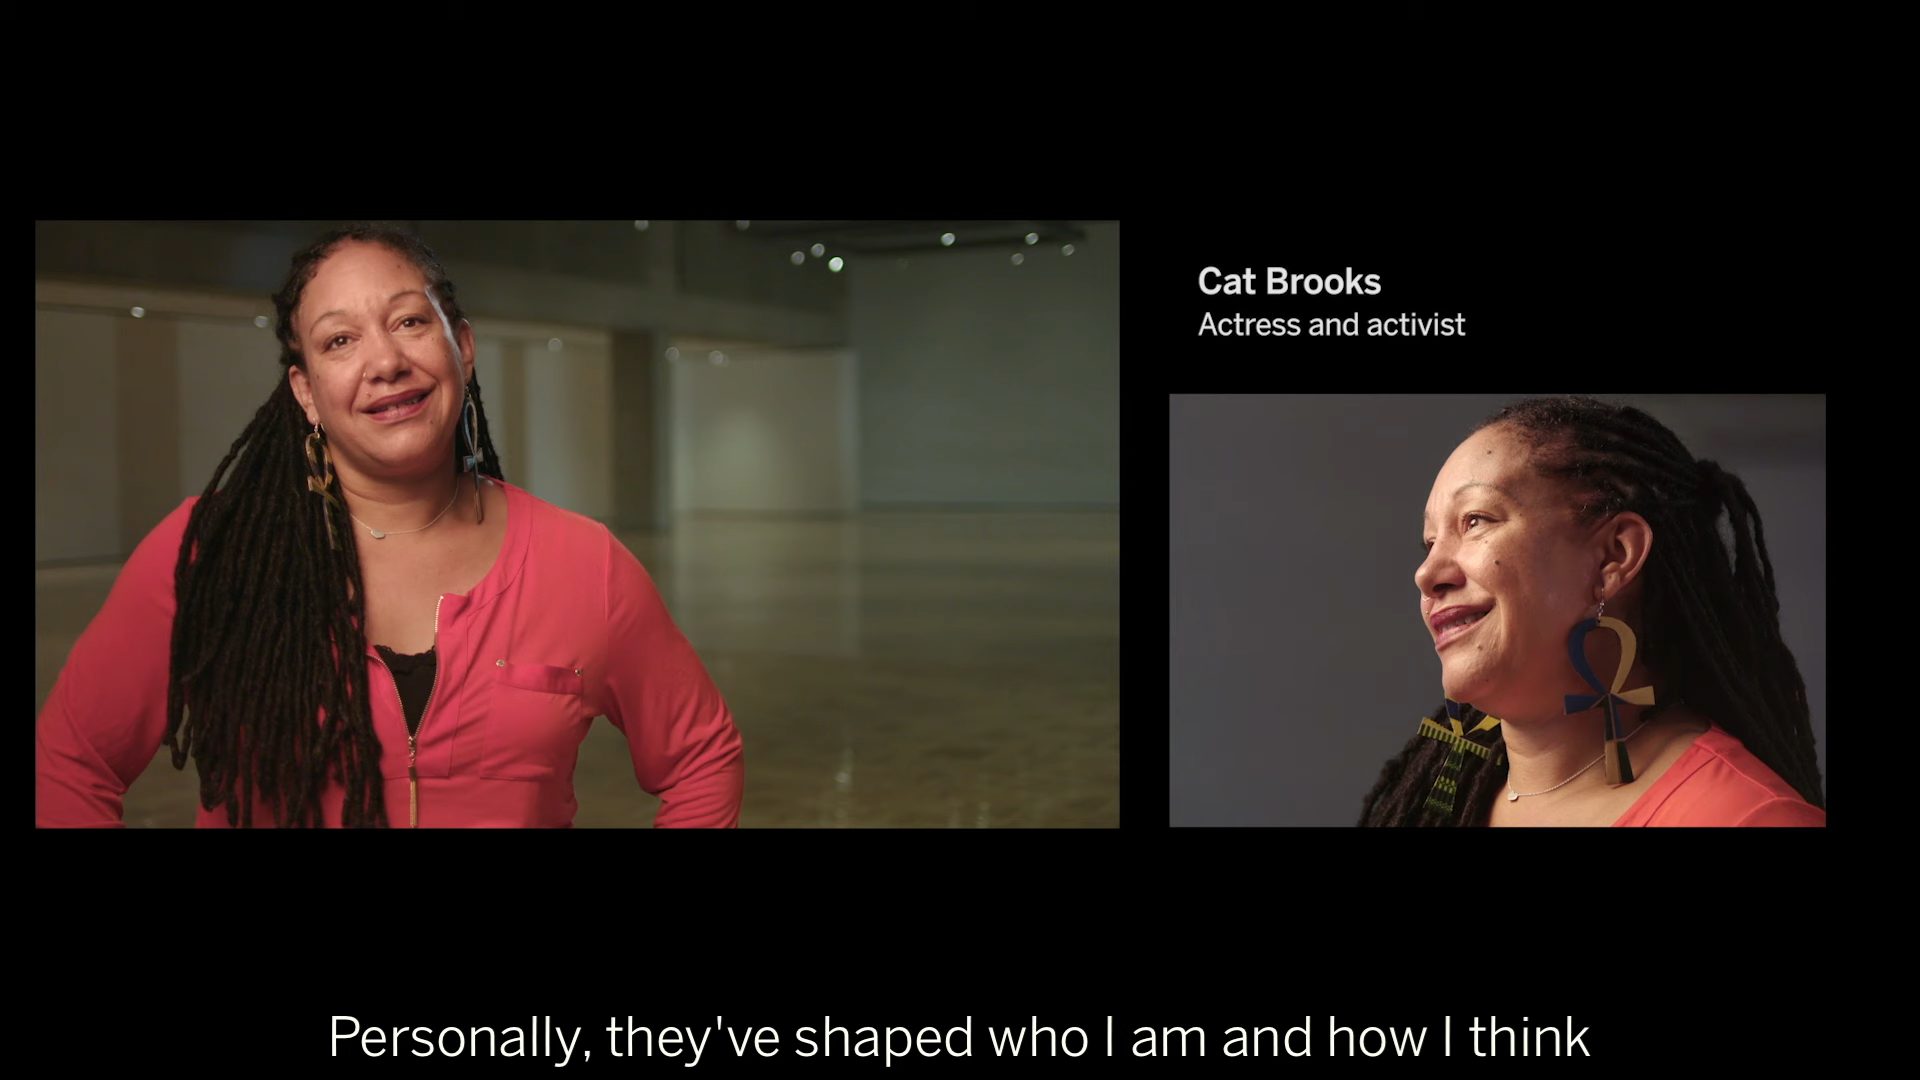 Cat Brooks
Actress and activist
Personally, they've shaped who I am and how I think